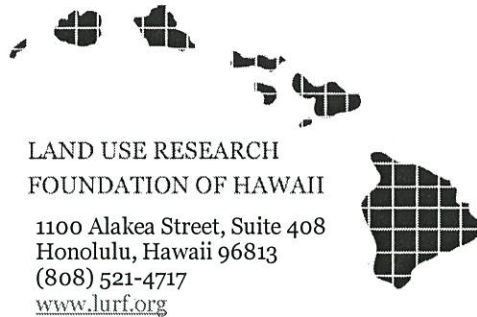 LAND USE RESEARCH
FOUNDATION OF HAWAII
1100 Alakea Street, Suite 408
Honolulu, Hawaii 96813
(808) 521-4717
www.lurf.org